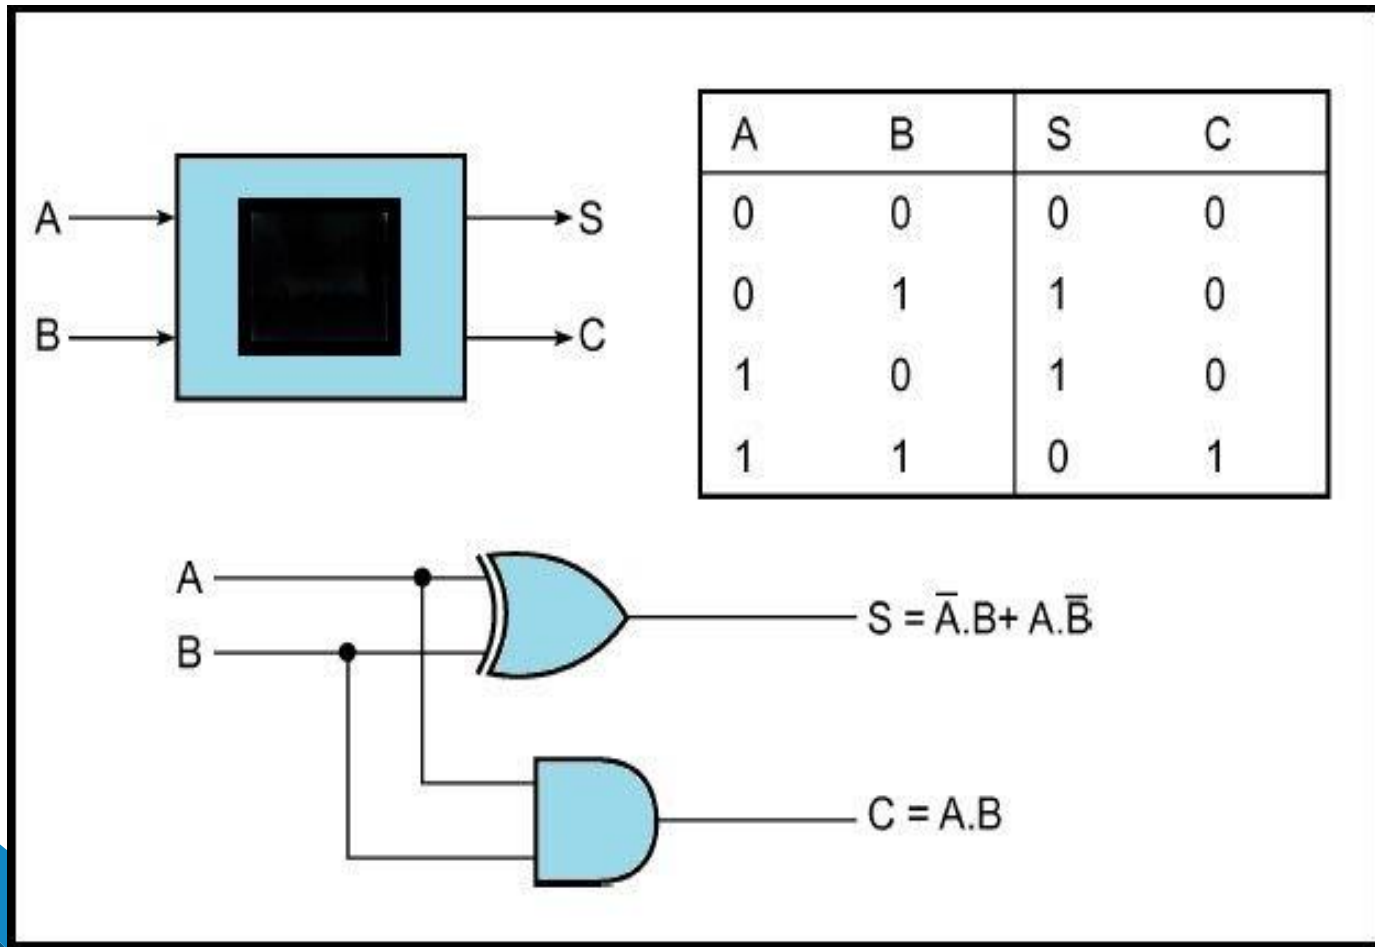 A
S
B
C
A B S C
0 0 0 0
0 1 1 0
1 0 1 0
1 1 0 1
A
B
S = A̅.B+ A.B̅
C = A.B